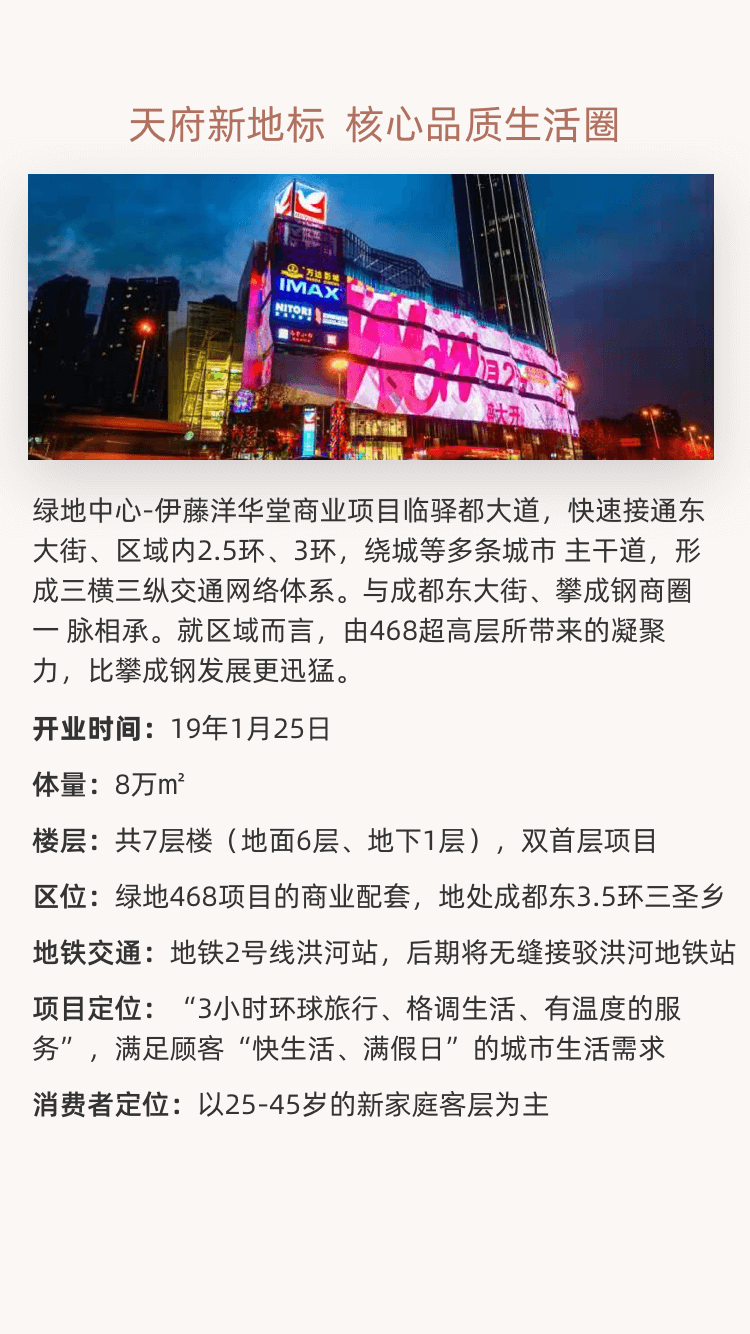 天府新地标 核心品质生活圈
万达影城
IMAX
NITORI
绿地中心-伊藤洋华堂商业项目临驿都大道，快速接通东
大街、区域内2.5环、3环，绕城等多条城市 主干道，形
成三横三纵交通网络体系。与成都东大街、攀成钢商圈
一 脉相承。就区域而言，由468超高层所带来的凝聚
力，比攀成钢发展更迅猛。
开业时间：19年1月25日
体量：8万㎡
楼层：共7层楼（地面6层、地下1层），双首层项目
区位：绿地468项目的商业配套，地处成都东3.5环三圣乡
地铁交通：地铁2号线洪河站，后期将无缝接驳洪河地铁站
项目定位：“3小时环球旅行、格调生活、有温度的服
务”，满足顾客“快生活、满假日”的城市生活需求
消费者定位：以25-45岁的新家庭客层为主